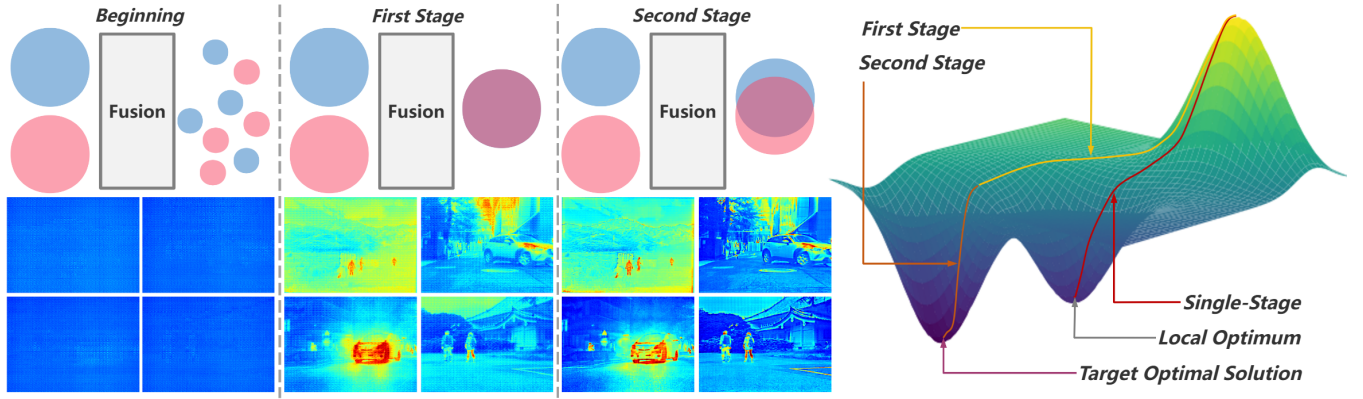 Beginning
First Stage
Second Stage
Fusion
Fusion
Fusion
First Stage
Second Stage
Single-Stage
Local Optimum
Target Optimal Solution